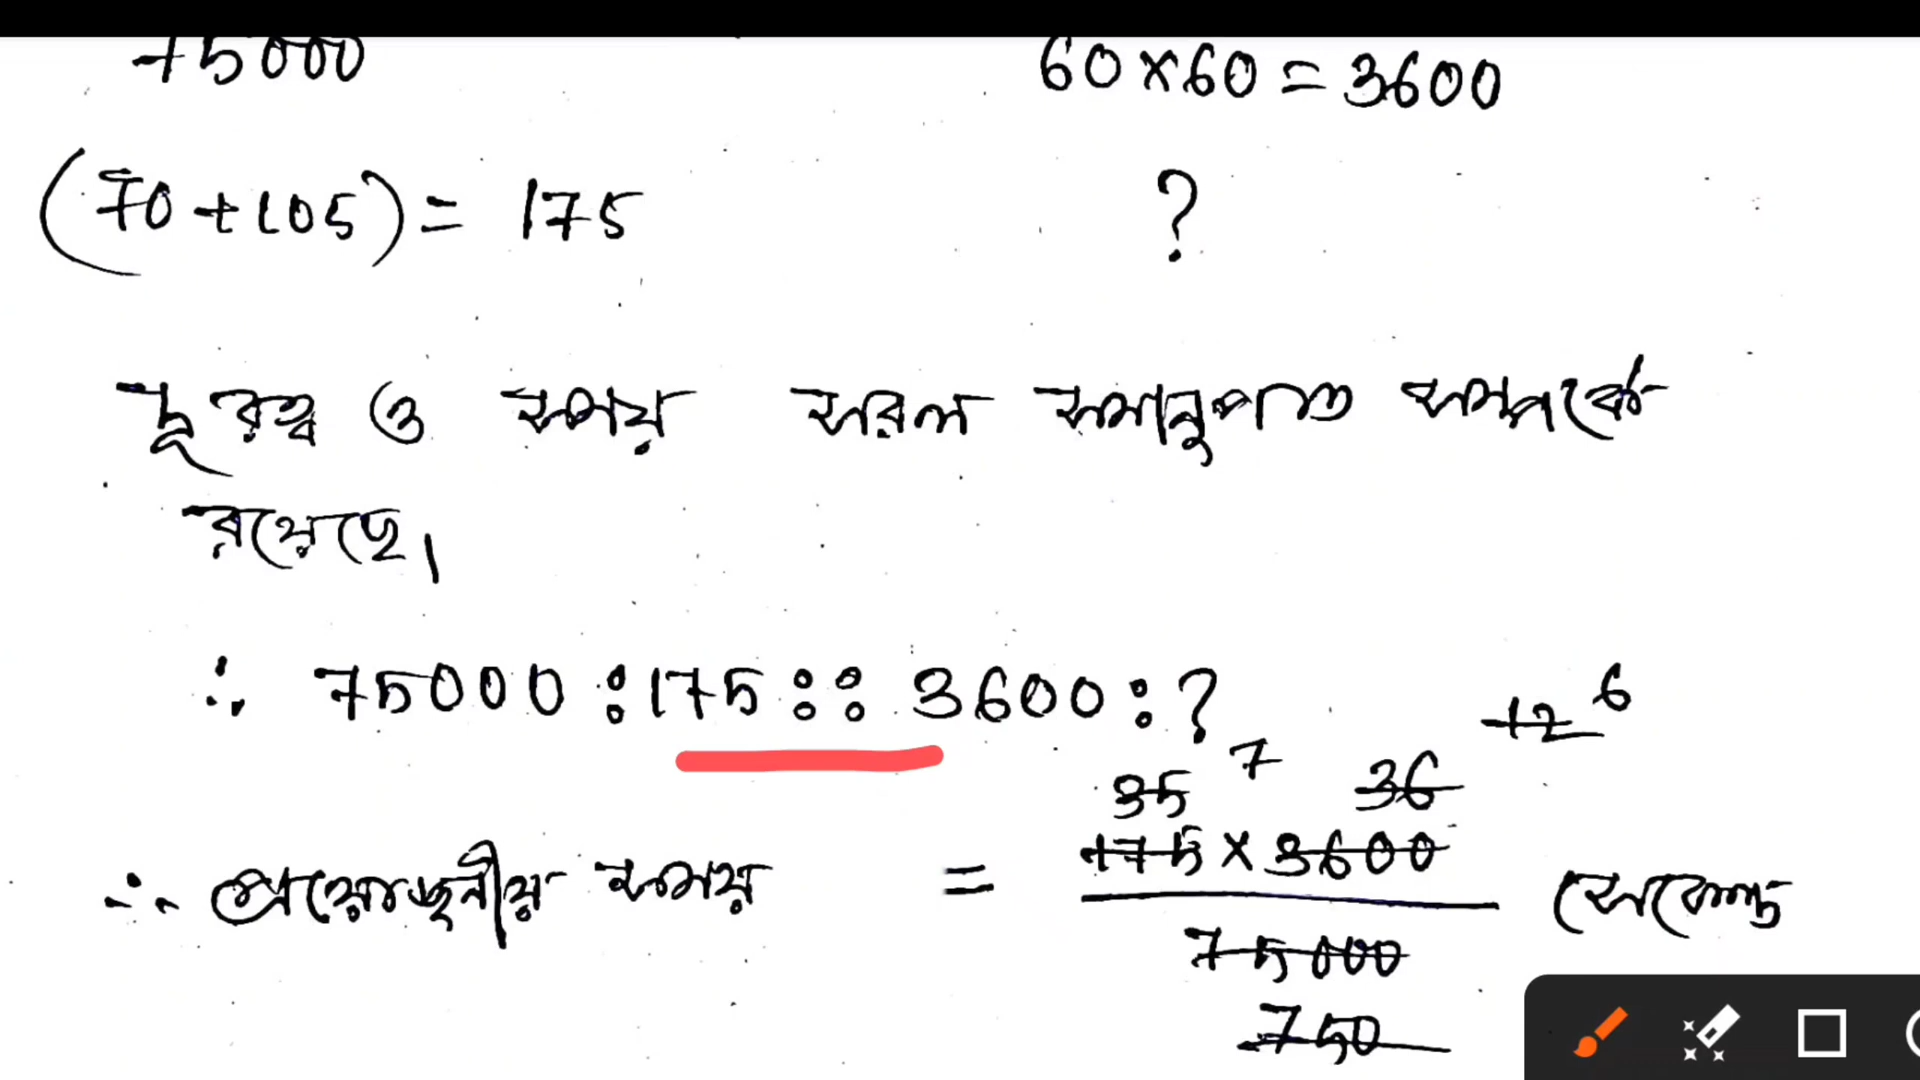 75000 60×60=3600
(70+105)= 175 ?
দূরত্ব ও সময় সরল সমানুপাত সম্পর্কে
রয়েছে।
∴ 75000:175::3600:?
12 6
35 7 36
175×3600
∴ প্রয়োজনীয় সময় = সেকেন্ড
75000
750